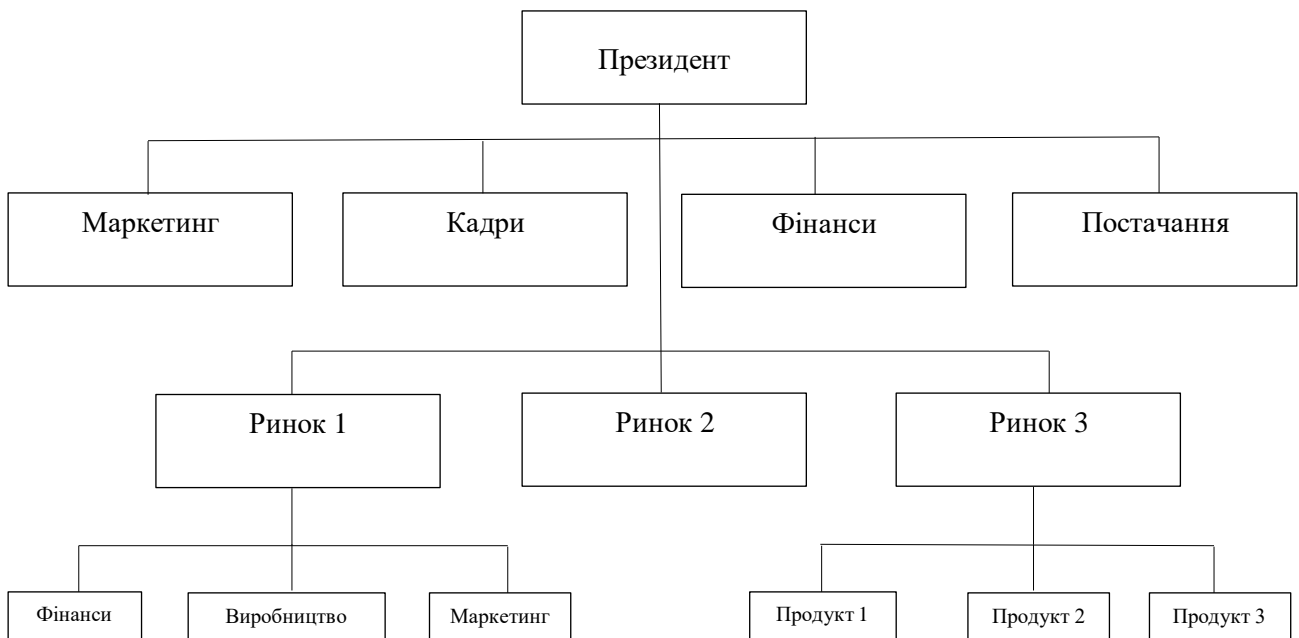 Президент
Маркетинг
Кадри
Фінанси
Постачання
Ринок 1
Ринок 2
Ринок 3
Фінанси
Виробництво
Маркетинг
Продукт 1
Продукт 2
Продукт 3